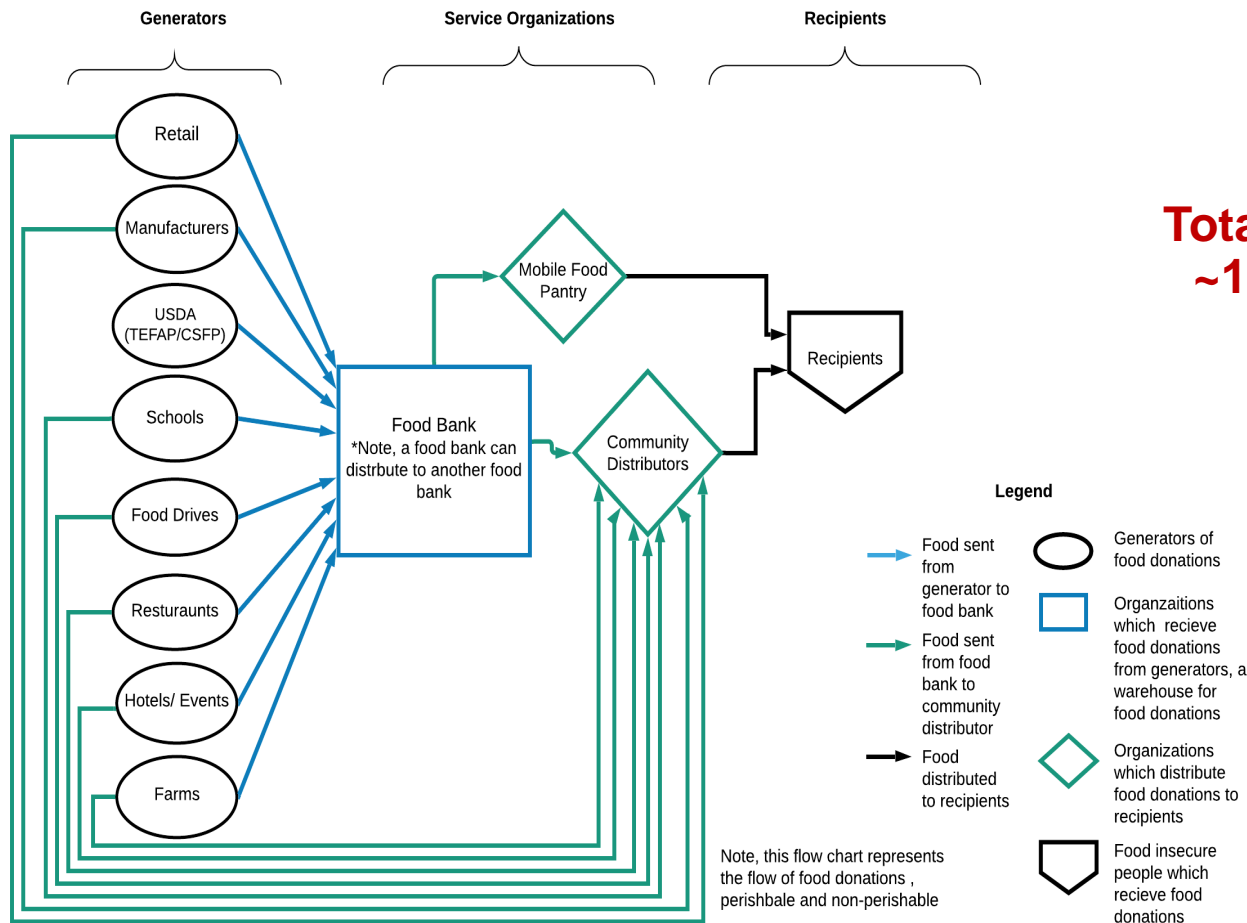 Generators
Service Organizations
Recipients
Retail
Manufacturers
USDA
(TEFAP/CSFP)
Schools
Food Drives
Resturaunts
Hotels/ Events
Farms
Food Bank
*Note, a food bank can
distrbute to another food
bank
Mobile Food
Pantry
Community
Distributors
Recipients
Tota
~1
Legend
Food sent
from
generator to
food bank
Food sent
from food
bank to
community
distributor
Food
distributed
to recipients
Generators of
food donations
Organzaitions
which recieve
food donations
from generators, a
warehouse for
food donations
Organizations
which distribute
food donations to
recipients
Food insecure
people which
recieve food
donations
Note, this flow chart represents
the flow of food donations ,
perishbale and non-perishable